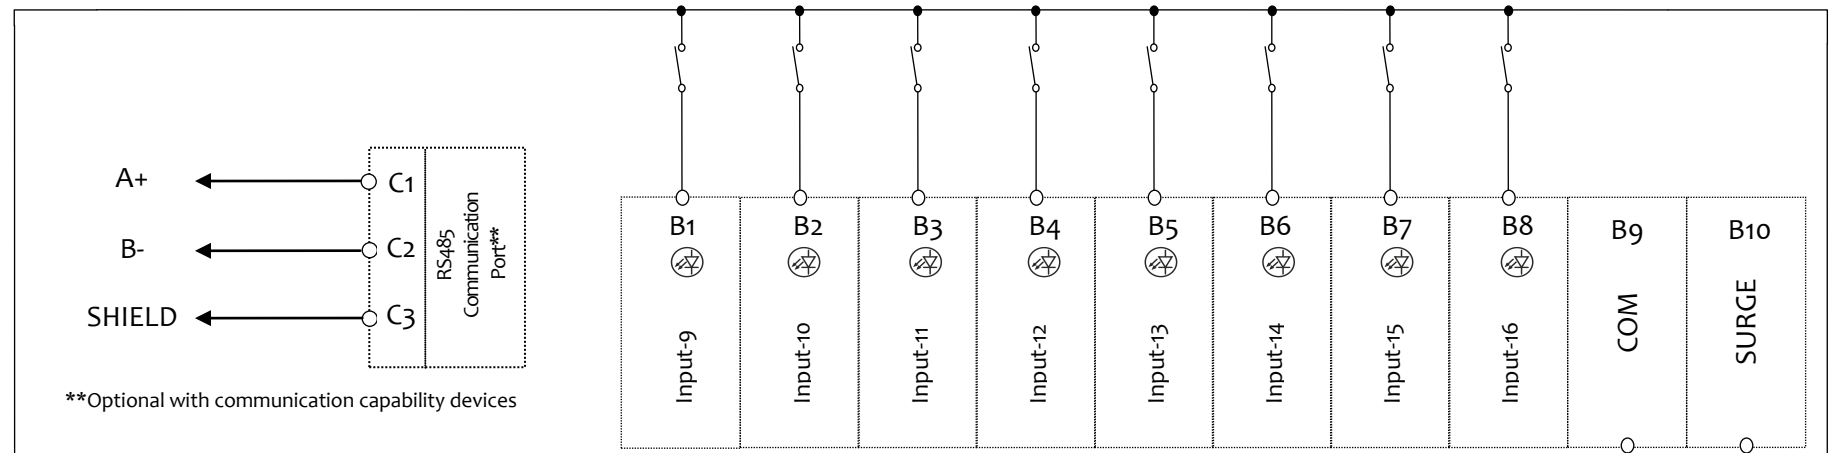 A+
B-
SHIELD
C1
C2
C3
RS485
Communication
Port**
**Optional with communication capability devices
B1
B2
B3
B4
B5
B6
B7
B8
B9
B10
Input-9
Input-10
Input-11
Input-12
Input-13
Input-14
Input-15
Input-16
COM
SURGE